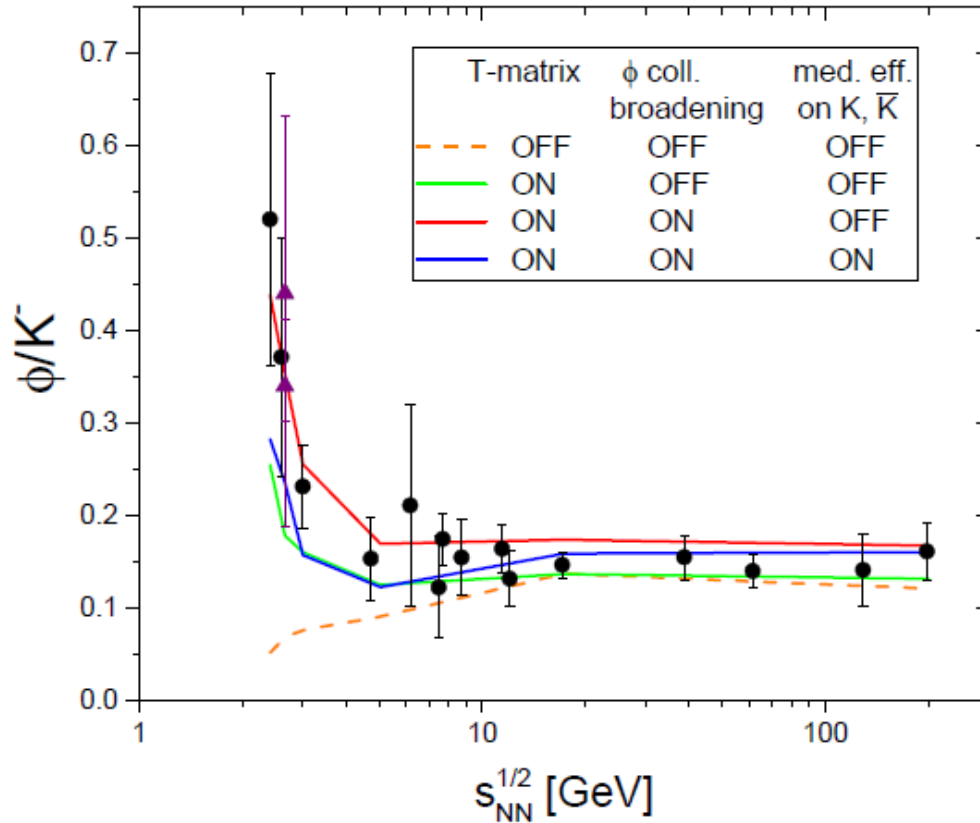 0.7
0.6
0.5
0.4
0.3
0.2
0.1
0.0
ϕ/K⁻
T-matrix ϕ coll. med. eff.
broadening on K, K̅
OFF OFF OFF
ON OFF OFF
ON ON OFF
ON ON ON
1 10 100
s_NN^1/2 [GeV]